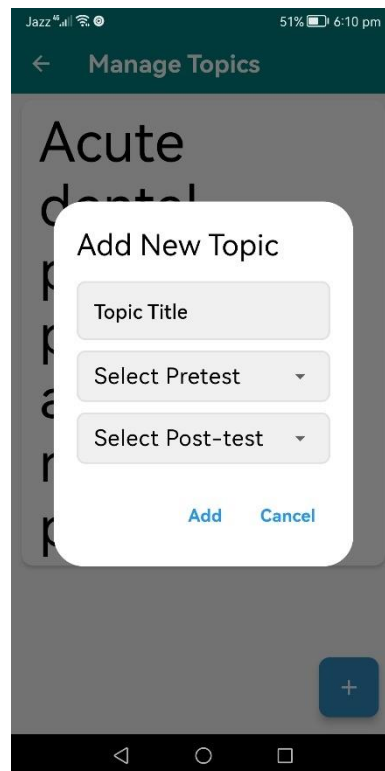 Jazz 4G 51% 6:10 pm
Manage Topics
Acute
dental
Add New Topic
Topic Title
Select Pretest
Select Post-test
Add Cancel
+